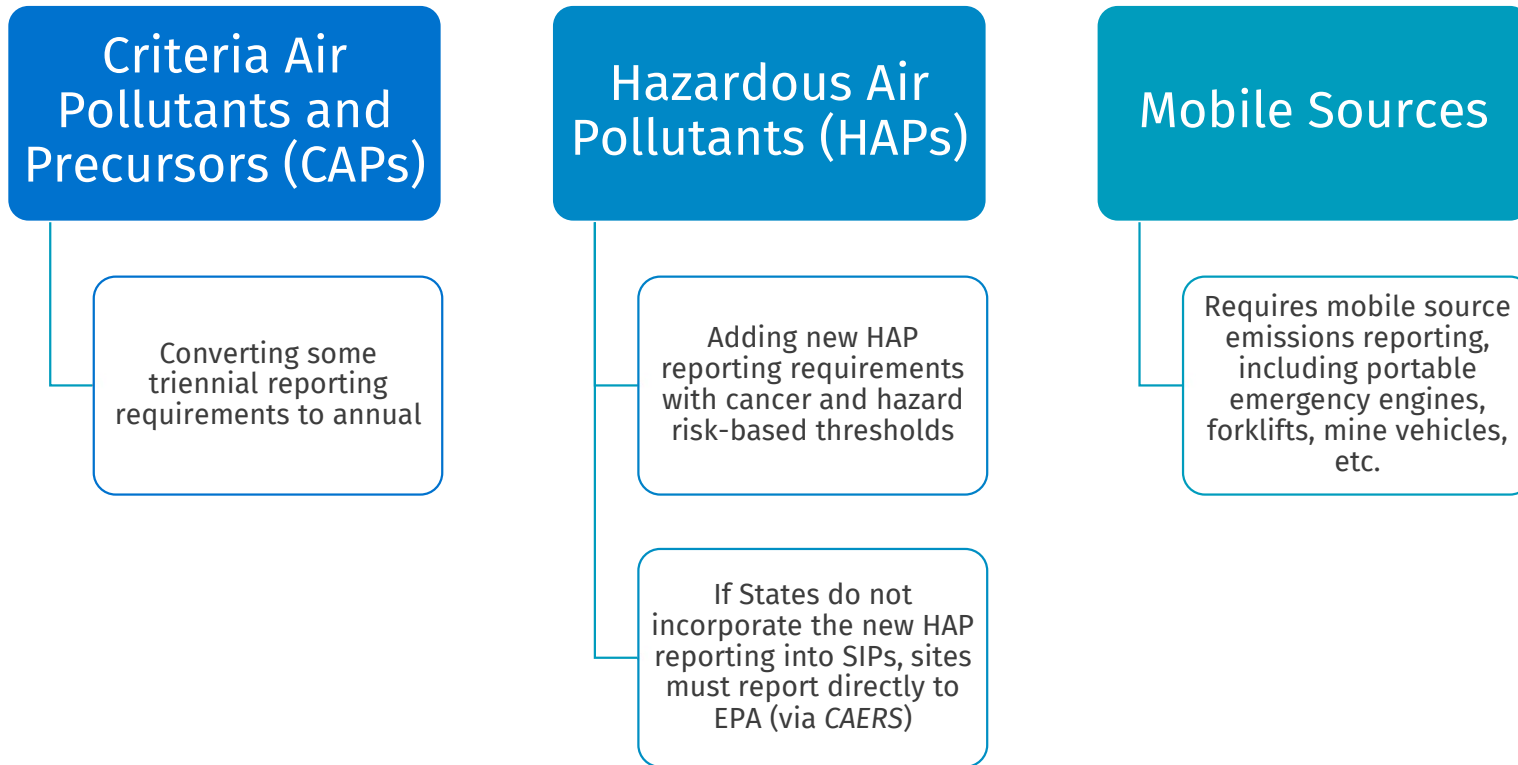 Criteria Air
Pollutants and
Precursors (CAPs)
Converting some
triennial reporting
requirements to annual
Hazardous Air
Pollutants (HAPs)
Adding new HAP
reporting requirements
with cancer and hazard
risk-based thresholds
If States do not
incorporate the new HAP
reporting into SIPs, sites
must report directly to
EPA (via CAERS)
Mobile Sources
Requires mobile source
emissions reporting,
including portable
emergency engines,
forklifts, mine vehicles,
etc.